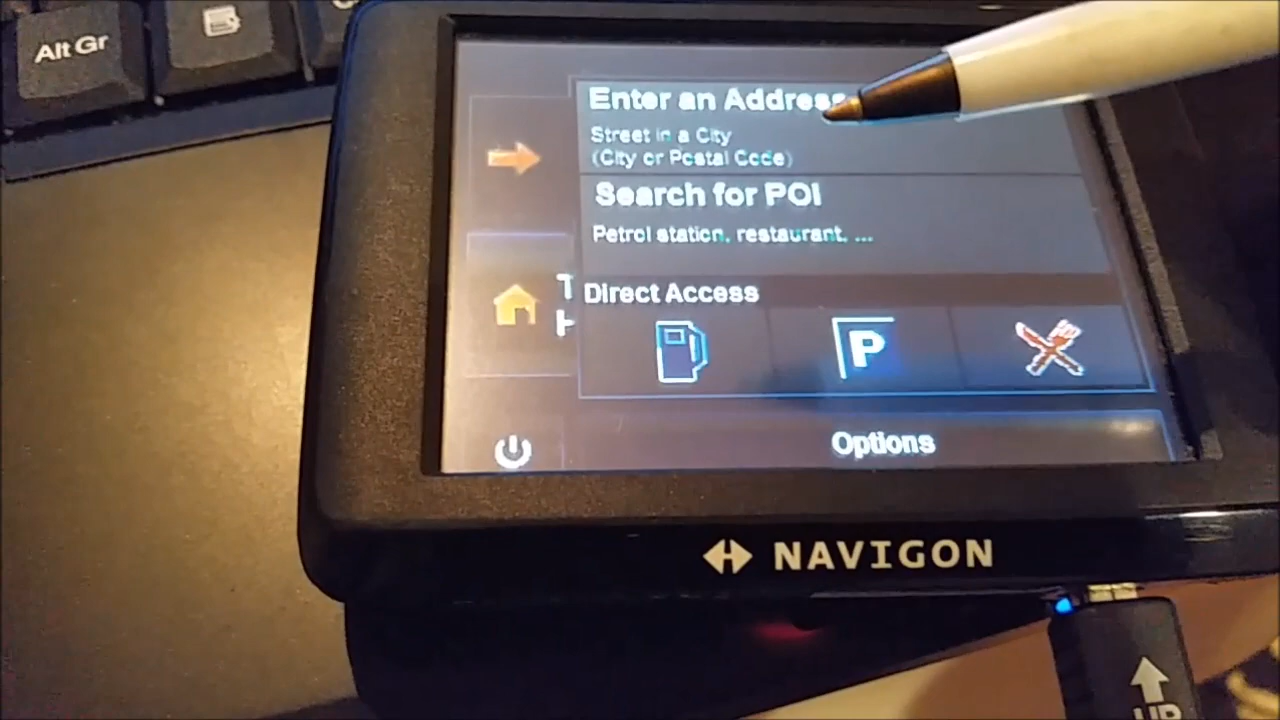 Alt Gr
Enter an Address
Street in a City
(City or Postal Code)
Search for POI
Petrol station, restaurant, ...
T
H
Direct Access
P
Options
NAVIGON
UP